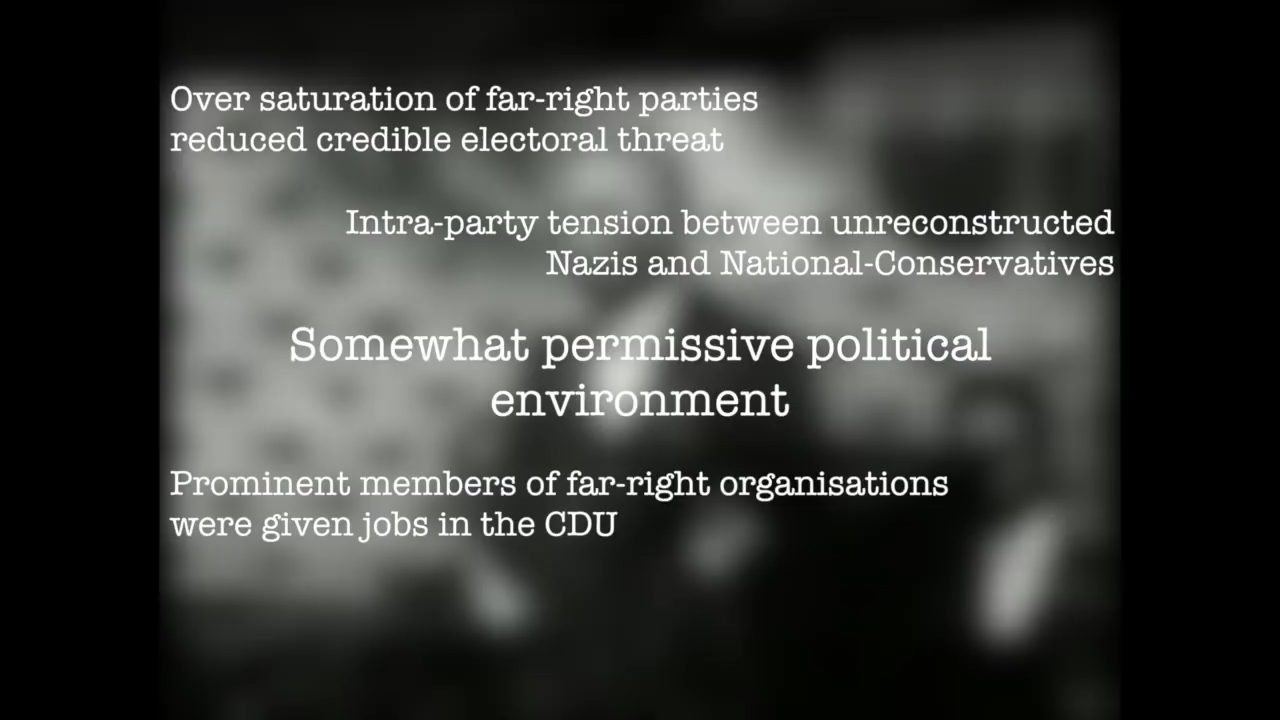 Over saturation of far-right parties
reduced credible electoral threat
Intra-party tension between unreconstructed
Nazis and National-Conservatives
Somewhat permissive political
environment
Prominent members of far-right organisations
were given jobs in the CDU